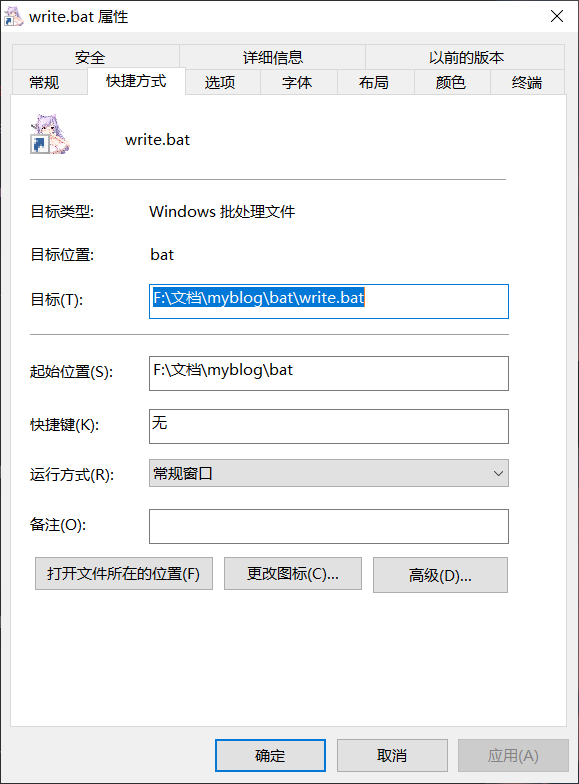 write.bat 属性
安全 详细信息 以前的版本
常规 快捷方式 选项 字体 布局 颜色 终端
write.bat
目标类型: Windows 批处理文件
目标位置: bat
目标(T): F:\文档\myblog\bat\write.bat
起始位置(S): F:\文档\myblog\bat
快捷键(K): 无
运行方式(R): 常规窗口
备注(O):
打开文件所在的位置(F) 更改图标(C)... 高级(D)...
确定 取消 应用(A)